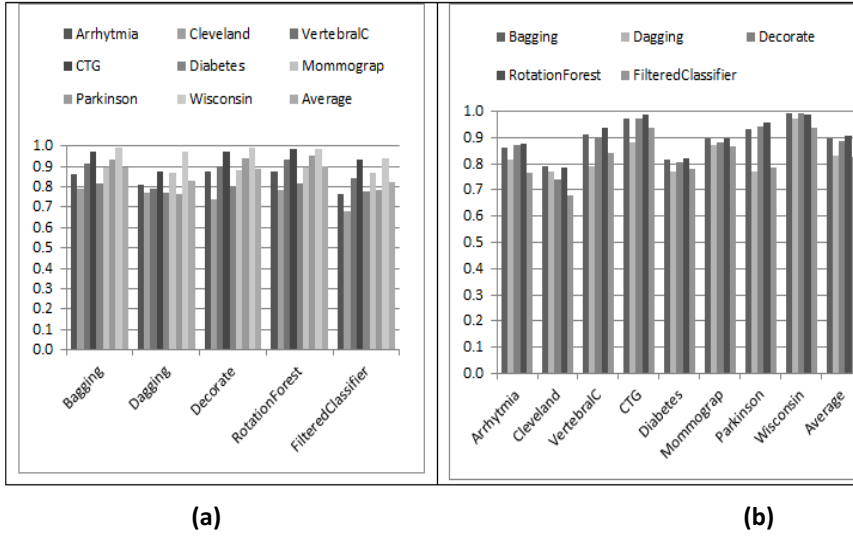 Arrhytmia Cleveland VertebralC
CTG Diabetes Mommograp
Parkinson Wisconsin Average
1.0
0.9
0.8
0.7
0.6
0.5
0.4
0.3
0.2
0.1
0.0
Bagging Dagging Decorate RotationForest FilteredClassifier
(a)
Bagging Dagging Decorate
RotationForest FilteredClassifier
1.0
0.9
0.8
0.7
0.6
0.5
0.4
0.3
0.2
0.1
0.0
Arrhytmia Cleveland VertebralC CTG Diabetes Mommograp Parkinson Wisconsin Average
(b)